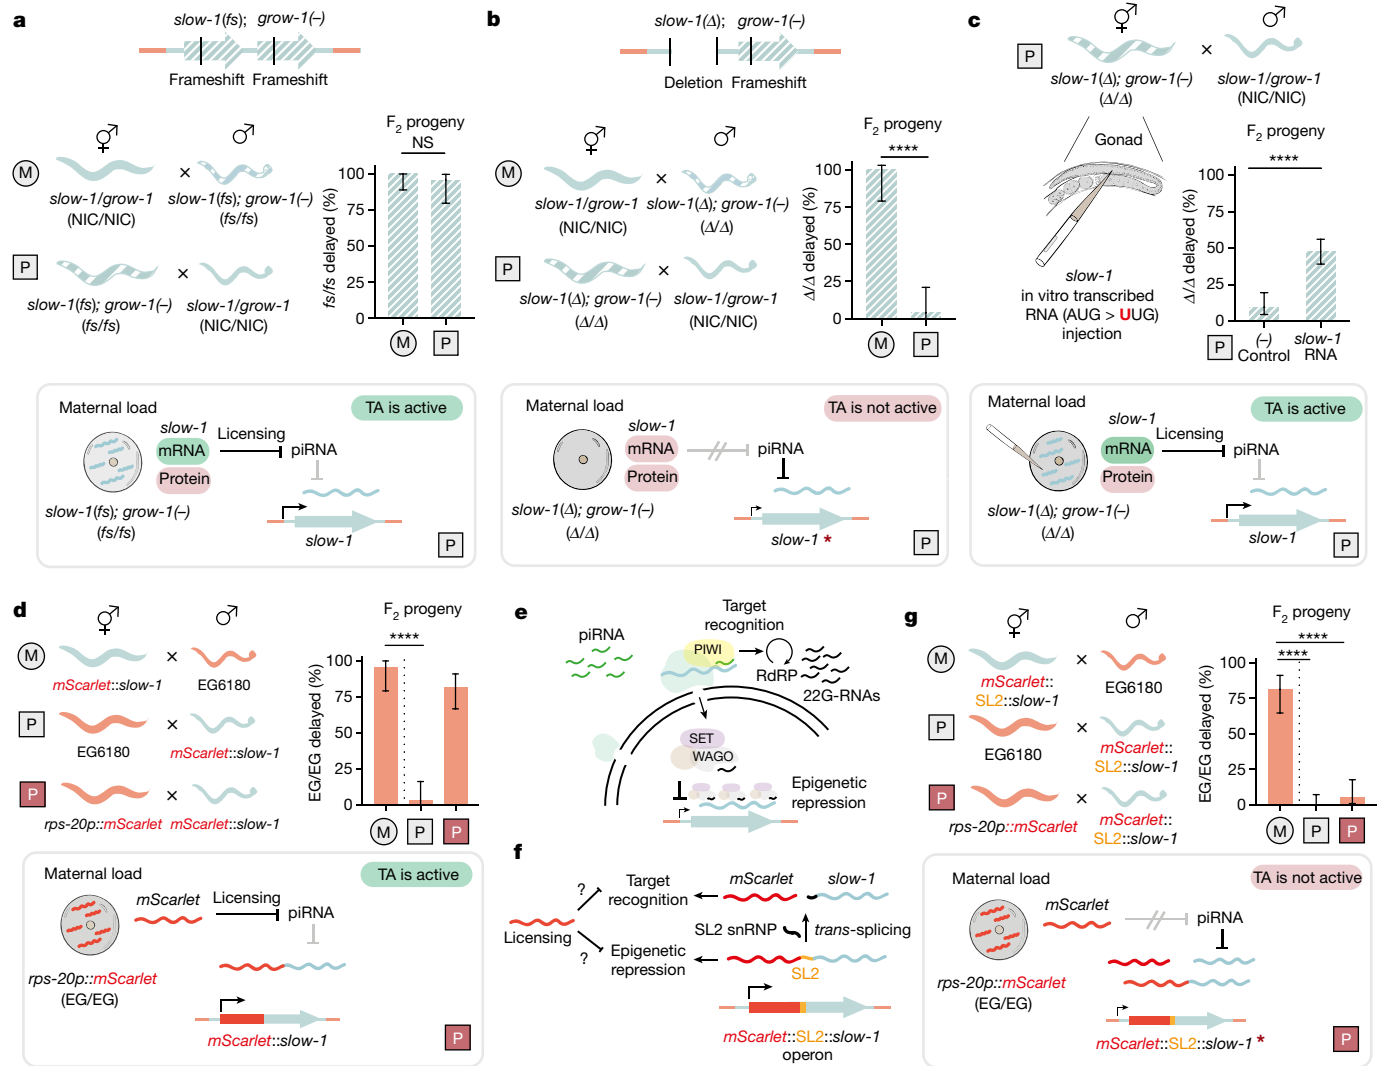 a
slow-1(fs); grow-1(–)
Frameshift Frameshift
M
slow-1/grow-1
(NIC/NIC)
×
slow-1(fs); grow-1(–)
(fs/fs)
P
slow-1(fs); grow-1(–)
(fs/fs)
×
slow-1/grow-1
(NIC/NIC)
F2 progeny
NS
fs/fs delayed (%)
100
75
50
25
0
M P
Maternal load
TA is active
slow-1
mRNA
Protein
Licensing
piRNA
slow-1(fs); grow-1(–)
(fs/fs)
slow-1
P
b
slow-1(Δ); grow-1(–)
Deletion Frameshift
M
slow-1/grow-1
(NIC/NIC)
×
slow-1(Δ); grow-1(–)
(Δ/Δ)
P
slow-1(Δ); grow-1(–)
(Δ/Δ)
×
slow-1/grow-1
(NIC/NIC)
F2 progeny
****
Δ/Δ delayed (%)
100
75
50
25
0
M P
Maternal load
TA is not active
slow-1
mRNA
Protein
piRNA
slow-1(Δ); grow-1(–)
(Δ/Δ)
slow-1 *
P
c
P
slow-1(Δ); grow-1(–)
(Δ/Δ)
×
slow-1/grow-1
(NIC/NIC)
Gonad
slow-1
in vitro transcribed
RNA (AUG > UUG)
injection
F2 progeny
****
Δ/Δ delayed (%)
100
75
50
25
0
P
(–)
Control
slow-1
RNA
Maternal load
TA is active
slow-1
mRNA
Protein
Licensing
piRNA
slow-1(Δ); grow-1(–)
(Δ/Δ)
slow-1
P
d
M
mScarlet::slow-1
×
EG6180
P
EG6180
×
mScarlet::slow-1
P
rps-20p::mScarlet
×
mScarlet::slow-1
F2 progeny
****
EG/EG delayed (%)
100
75
50
25
0
M P P
Maternal load
TA is active
mScarlet
Licensing
piRNA
rps-20p::mScarlet
(EG/EG)
mScarlet::slow-1
P
e
piRNA
Target
recognition
PIWI
RdRP
22G-RNAs
SET
WAGO
Epigenetic
repression
f
Licensing
?
?
Target
recognition
Epigenetic
repression
mScarlet slow-1
SL2 snRNP
trans-splicing
SL2
mScarlet::SL2::slow-1
operon
g
M
mScarlet::
SL2::slow-1
×
EG6180
P
EG6180
×
mScarlet::
SL2::slow-1
P
rps-20p::mScarlet
×
mScarlet::
SL2::slow-1
F2 progeny
****
****
EG/EG delayed (%)
100
75
50
25
0
M P P
Maternal load
TA is not active
mScarlet
piRNA
rps-20p::mScarlet
(EG/EG)
mScarlet::SL2::slow-1 *
P